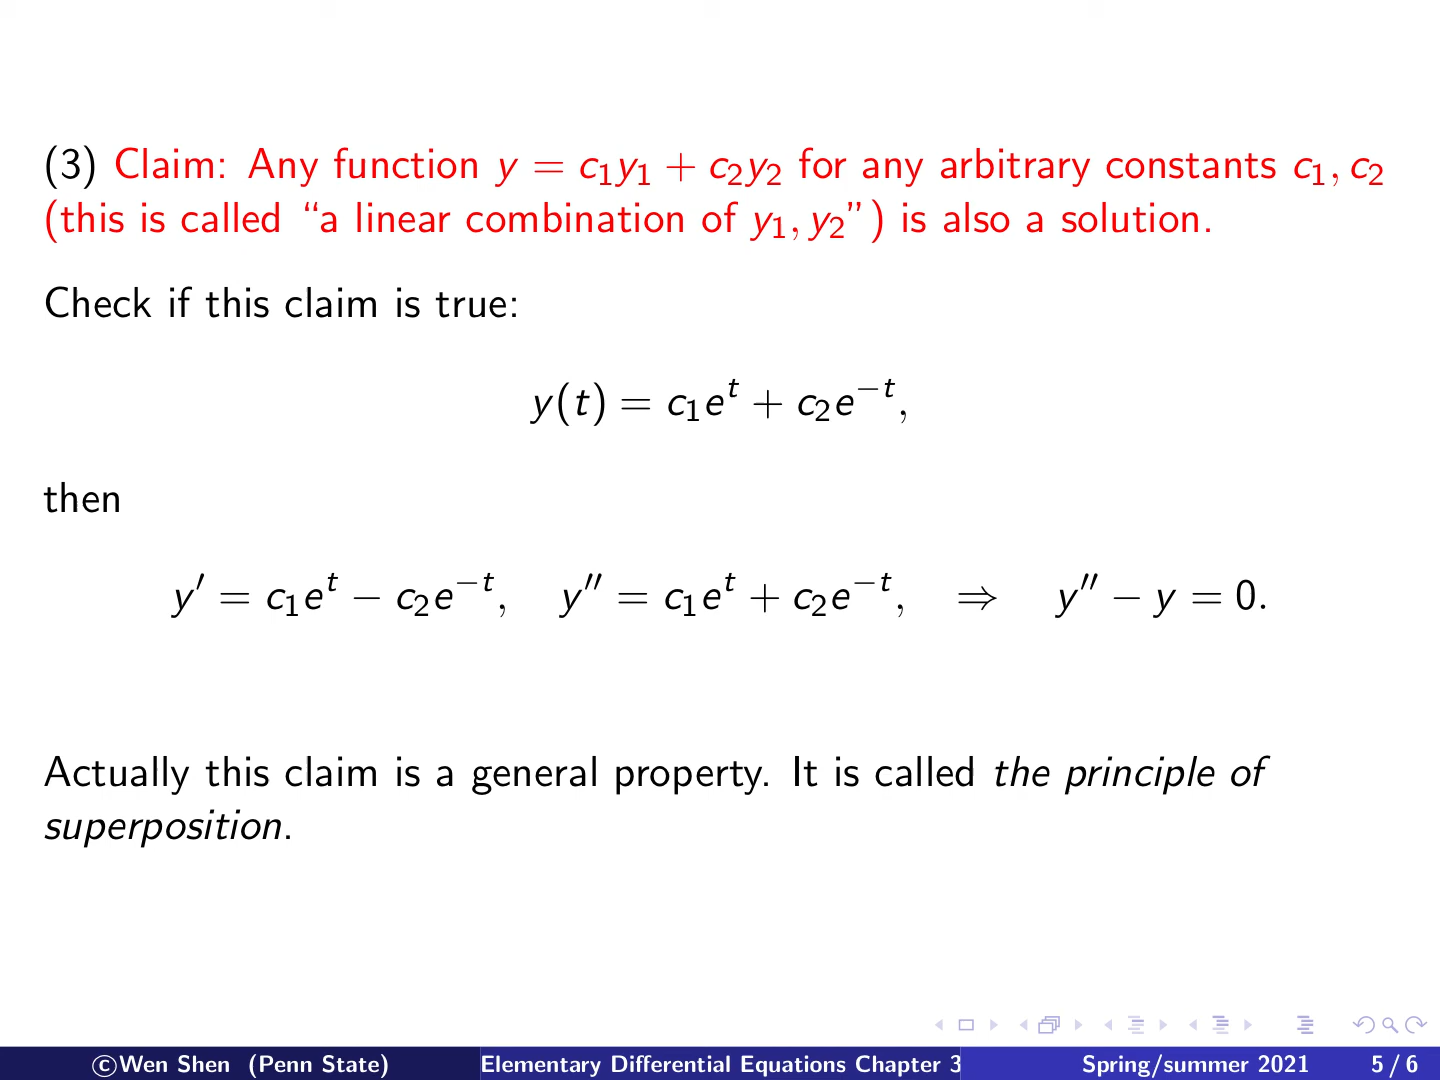 (3) Claim: Any function y = c₁y₁ + c₂y₂ for any arbitrary constants c₁, c₂
(this is called “a linear combination of y₁, y₂”) is also a solution.
Check if this claim is true:
y(t) = c₁eᵗ + c₂e⁻ᵗ,
then
y′ = c₁eᵗ − c₂e⁻ᵗ, y′′ = c₁eᵗ + c₂e⁻ᵗ, ⇒ y′′ − y = 0.
Actually this claim is a general property. It is called the principle of
superposition.
©Wen Shen (Penn State) Elementary Differential Equations Chapter 3 Spring/summer 2021 5 / 6